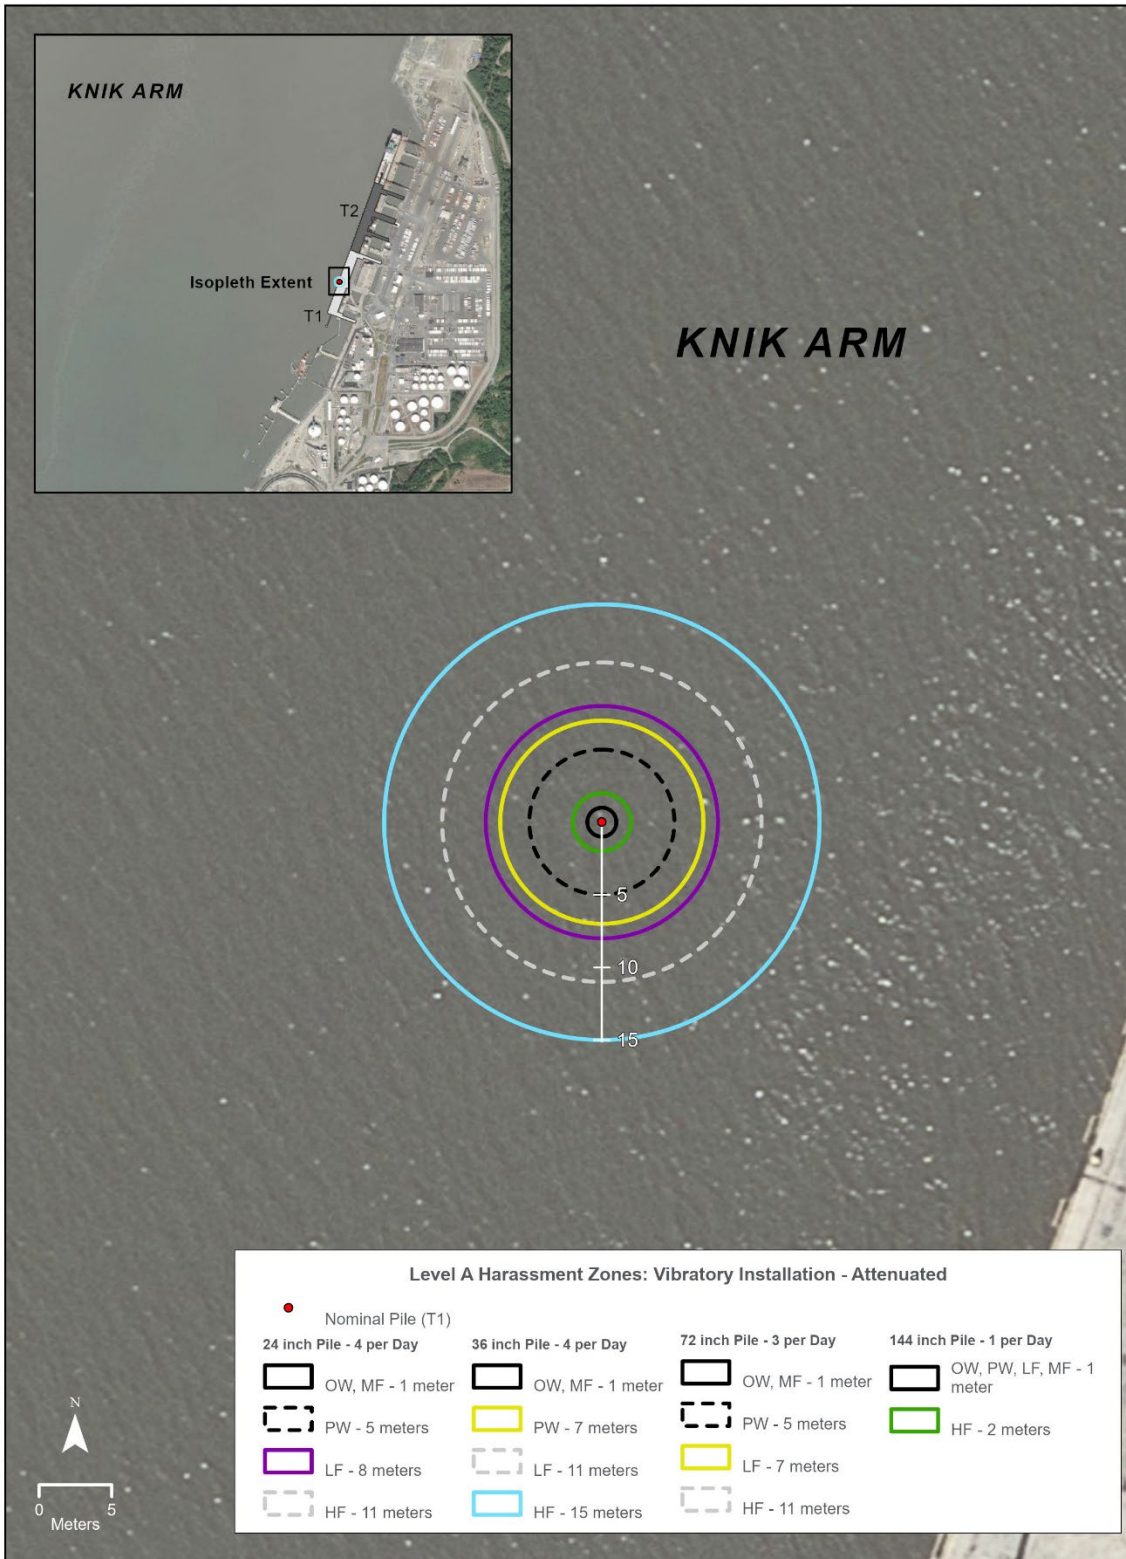 KNIK ARM
T2
Isopleth Extent
T1
KNIK ARM
5
10
15
Level A Harassment Zones: Vibratory Installation - Attenuated
Nominal Pile (T1)
24 inch Pile - 4 per Day
OW, MF - 1 meter
PW - 5 meters
LF - 8 meters
HF - 11 meters
36 inch Pile - 4 per Day
OW, MF - 1 meter
PW - 7 meters
LF - 11 meters
HF - 15 meters
72 inch Pile - 3 per Day
OW, MF - 1 meter
PW - 5 meters
LF - 7 meters
HF - 11 meters
144 inch Pile - 1 per Day
OW, PW, LF, MF - 1
meter
HF - 2 meters
N
0 5
Meters